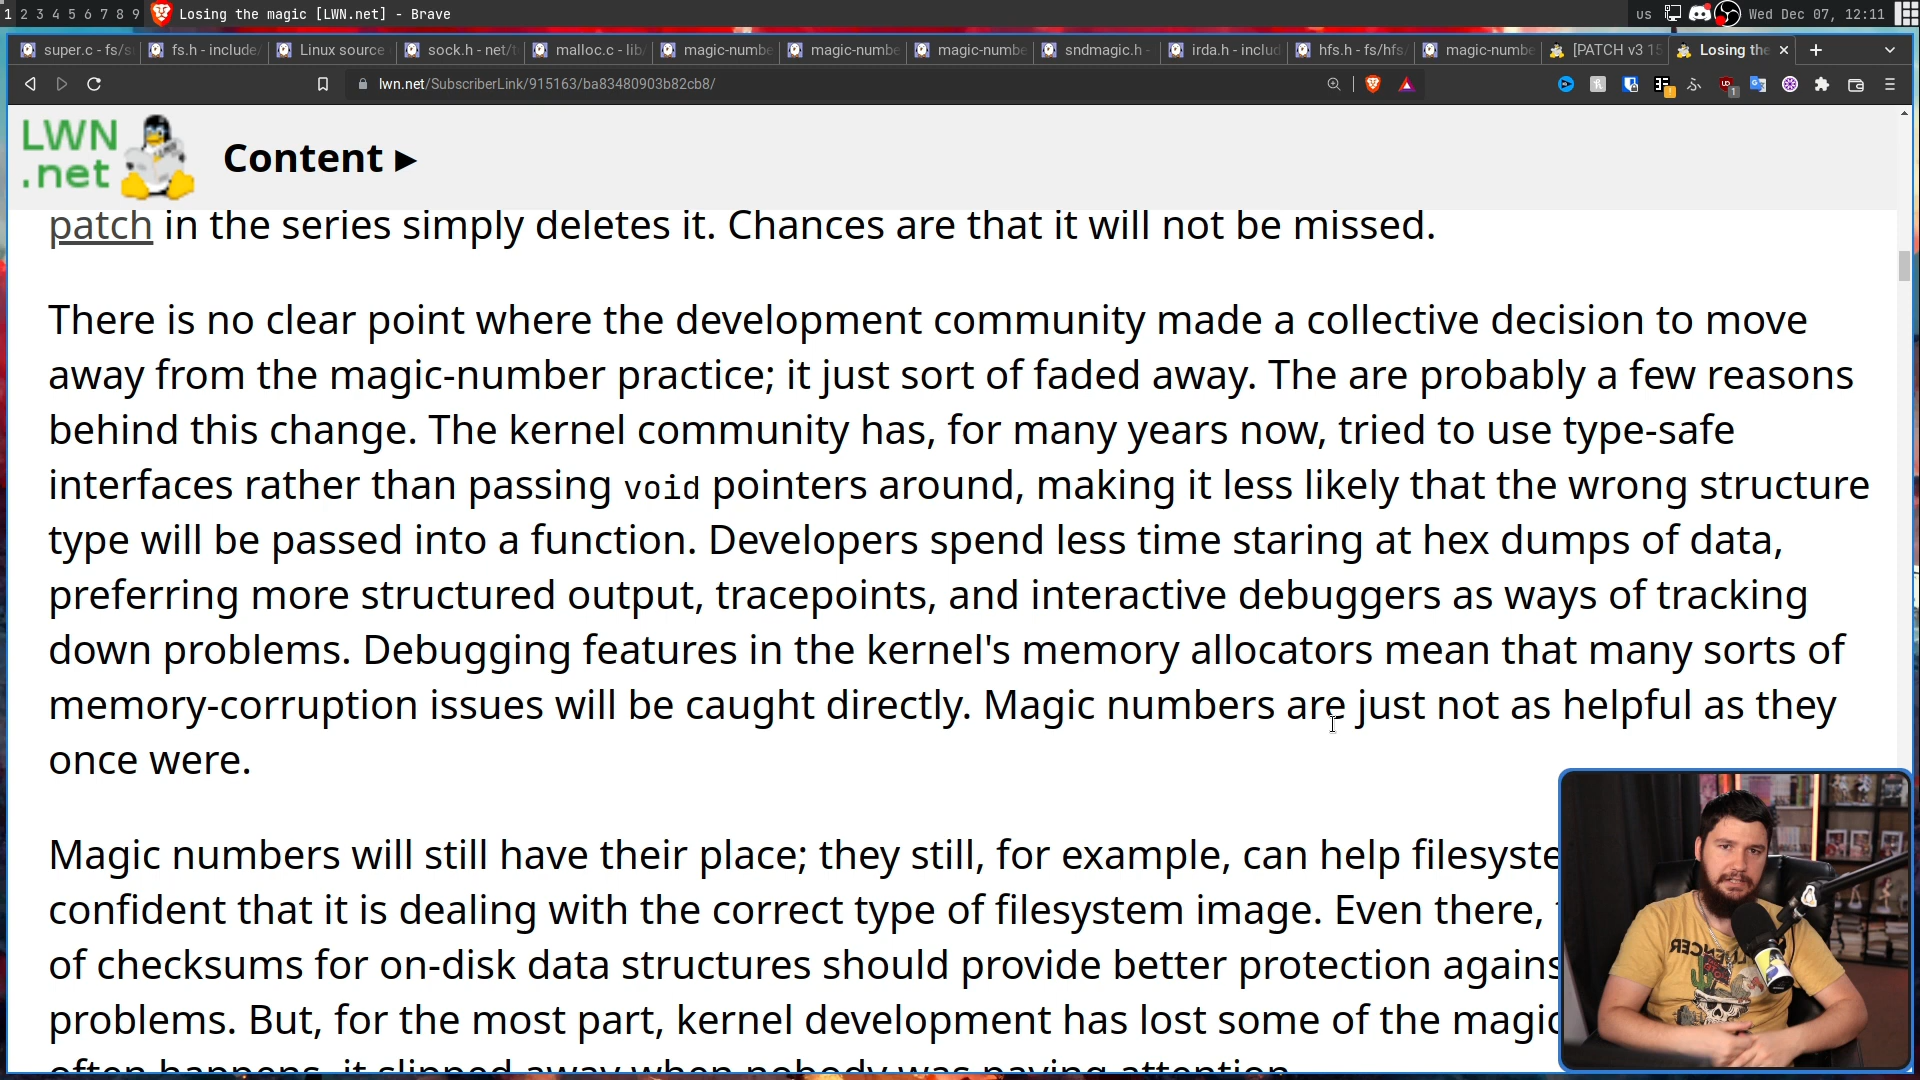 1 2 3 4 5 6 7 8 9 Losing the magic [LWN.net] - Brave us Wed Dec 07, 12:11
super.c - fs/s fs.h - include/ Linux source sock.h - net/t malloc.c - lib/ magic-numbe magic-numbe magic-numbe sndmagic.h - irda.h - includ hfs.h - fs/hfs/ magic-numbe [PATCH v3 15 Losing the
lwn.net/SubscriberLink/915163/ba83480903b82cb8/
LWN
.net
Content ▸
patch in the series simply deletes it. Chances are that it will not be missed.
There is no clear point where the development community made a collective decision to move
away from the magic-number practice; it just sort of faded away. The are probably a few reasons
behind this change. The kernel community has, for many years now, tried to use type-safe
interfaces rather than passing void pointers around, making it less likely that the wrong structure
type will be passed into a function. Developers spend less time staring at hex dumps of data,
preferring more structured output, tracepoints, and interactive debuggers as ways of tracking
down problems. Debugging features in the kernel's memory allocators mean that many sorts of
memory-corruption issues will be caught directly. Magic numbers are just not as helpful as they
once were.
Magic numbers will still have their place; they still, for example, can help filesyste
confident that it is dealing with the correct type of filesystem image. Even there,
of checksums for on-disk data structures should provide better protection agains
problems. But, for the most part, kernel development has lost some of the magic
often happens, it slipped away when nobody was paying attention.